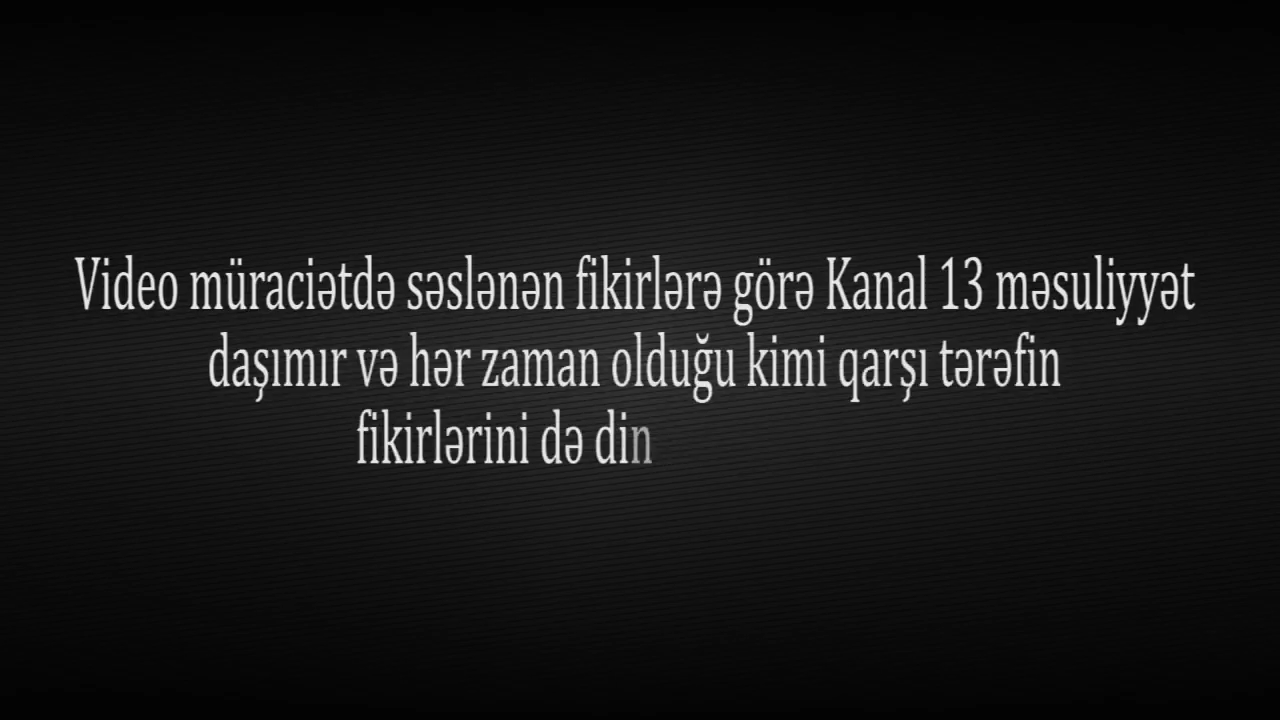 Video müraciətdə səslənən fikirlərə görə Kanal 13 məsuliyyət
daşımır və hər zaman olduğu kimi qarşı tərəfin
fikirlərini də din